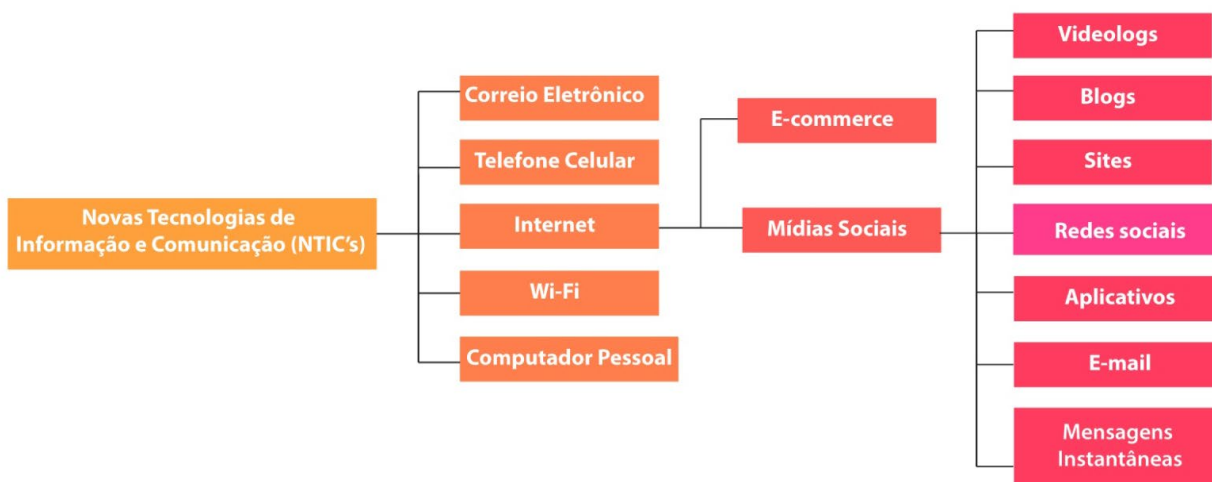 Novas Tecnologias de
Informação e Comunicação (NTIC's)
Correio Eletrônico
Telefone Celular
Internet
Wi-Fi
Computador Pessoal
E-commerce
Mídias Sociais
Videologs
Blogs
Sites
Redes sociais
Aplicativos
E-mail
Mensagens
Instantâneas